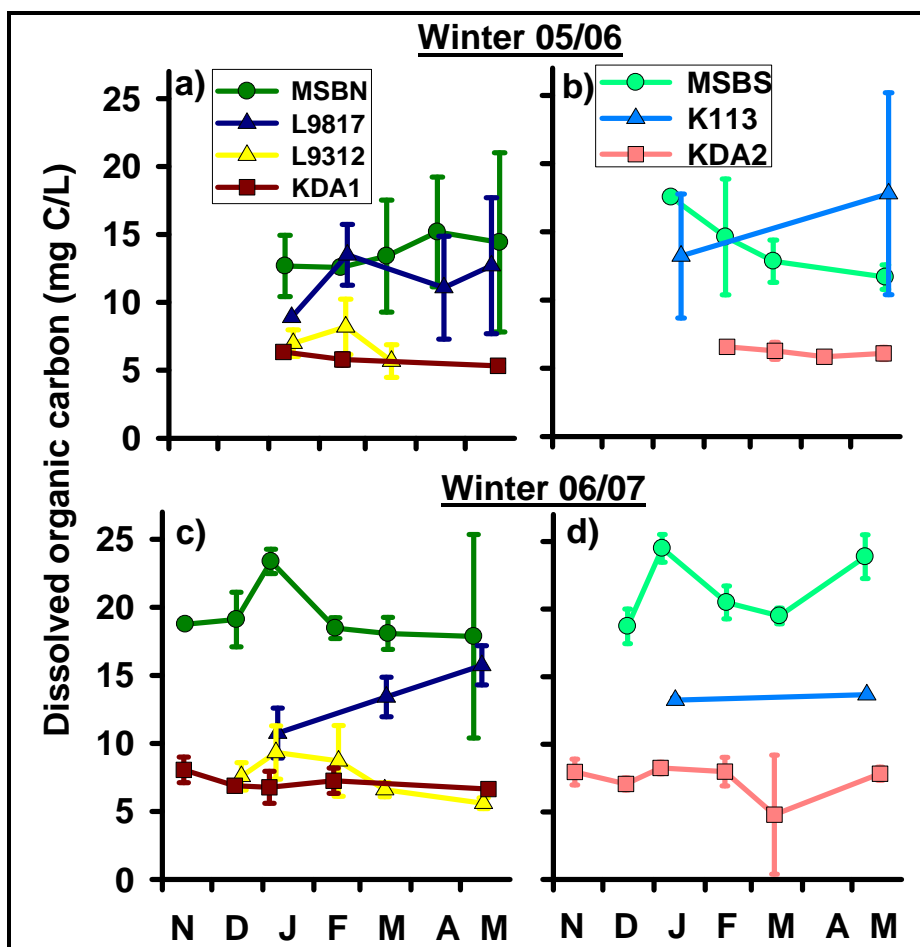 Winter 05/06
a)
MSBN
L9817
L9312
KDA1
b)
MSBS
K113
KDA2
25
20
15
10
5
0
Dissolved organic carbon (mg C/L)
Winter 06/07
c)
d)
25
20
15
10
5
0
N D J F M A M N D J F M A M